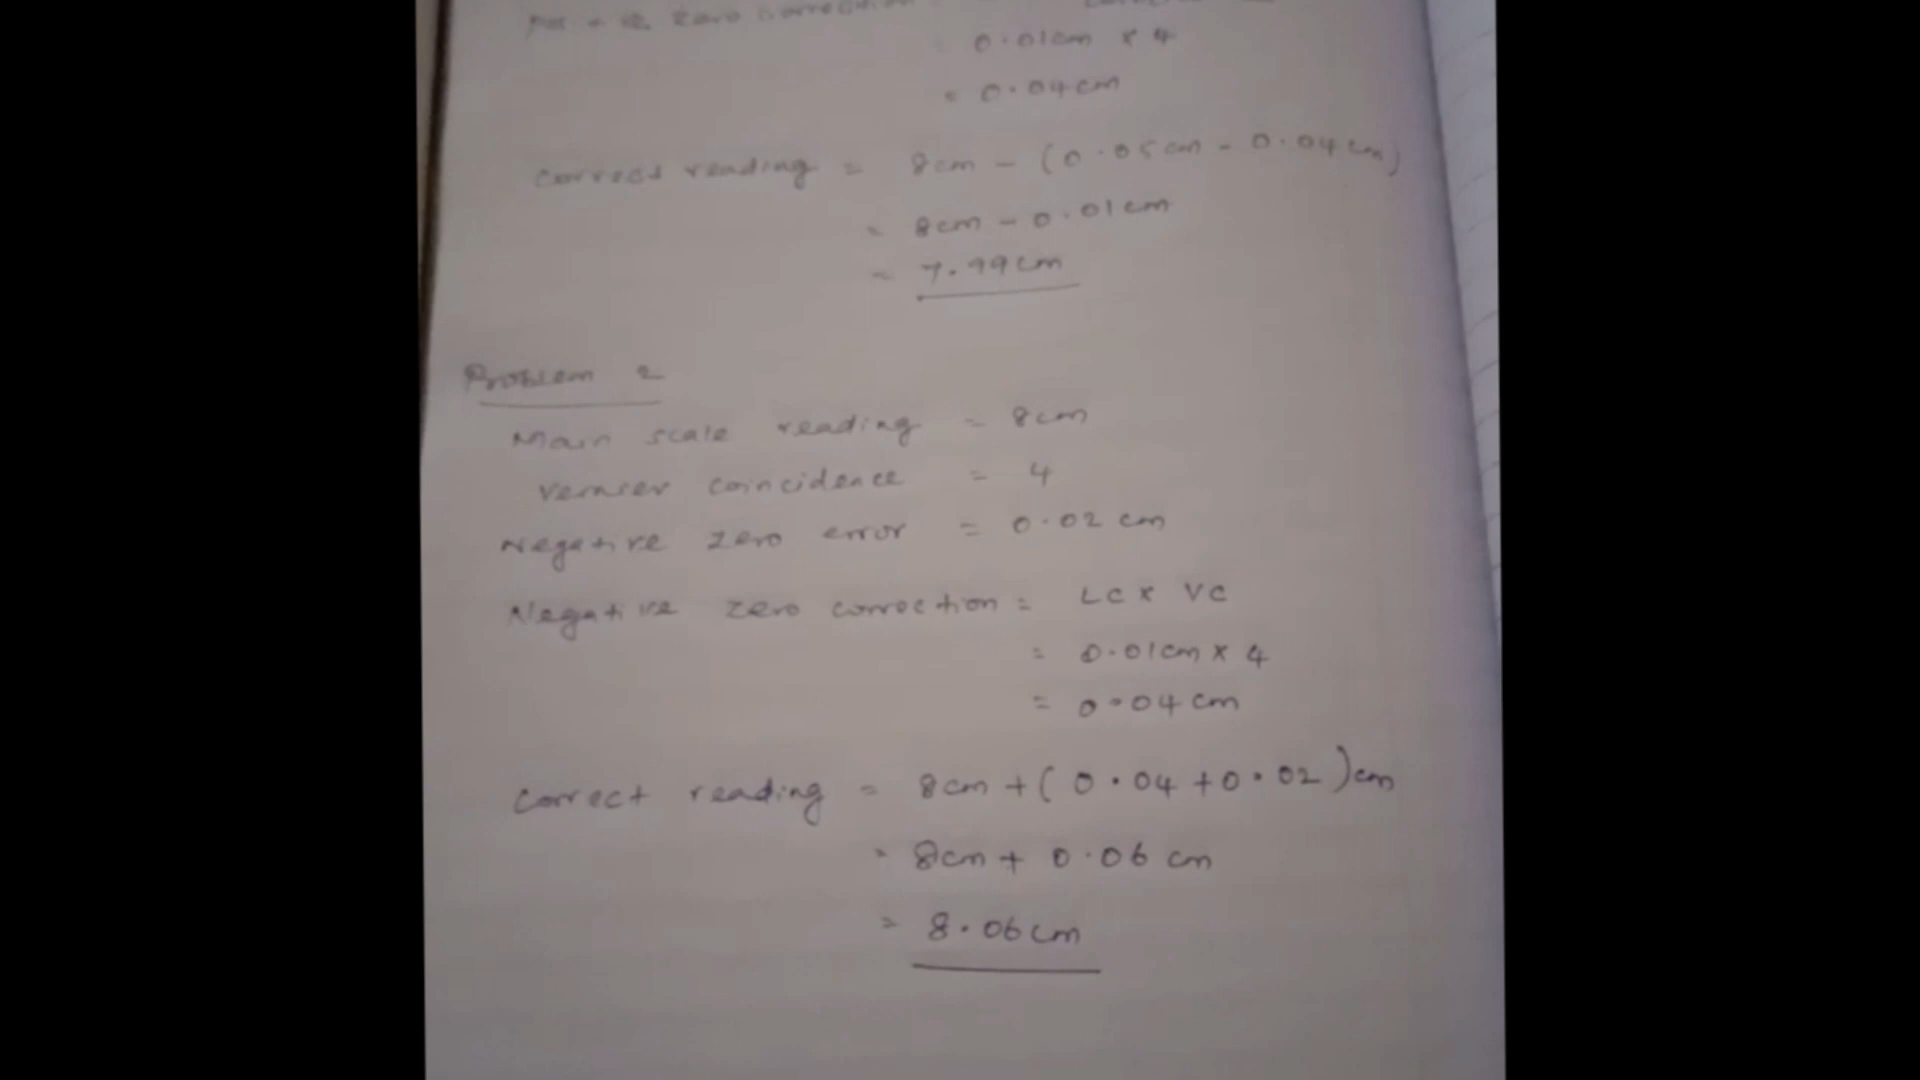 zero correction
= 0.01cm x 4
= 0.04cm
correct reading = 8cm - (0.05cm - 0.04cm)
= 8cm - 0.01cm
= 7.99cm
Problem 2
Main scale reading = 8cm
Vernier coincidence = 4
Negative zero error = 0.02 cm
Negative zero correction = LC x VC
= 0.01cm x 4
= 0.04 cm
Correct reading = 8cm + (0.04 + 0.02)cm
= 8cm + 0.06 cm
= 8.06cm